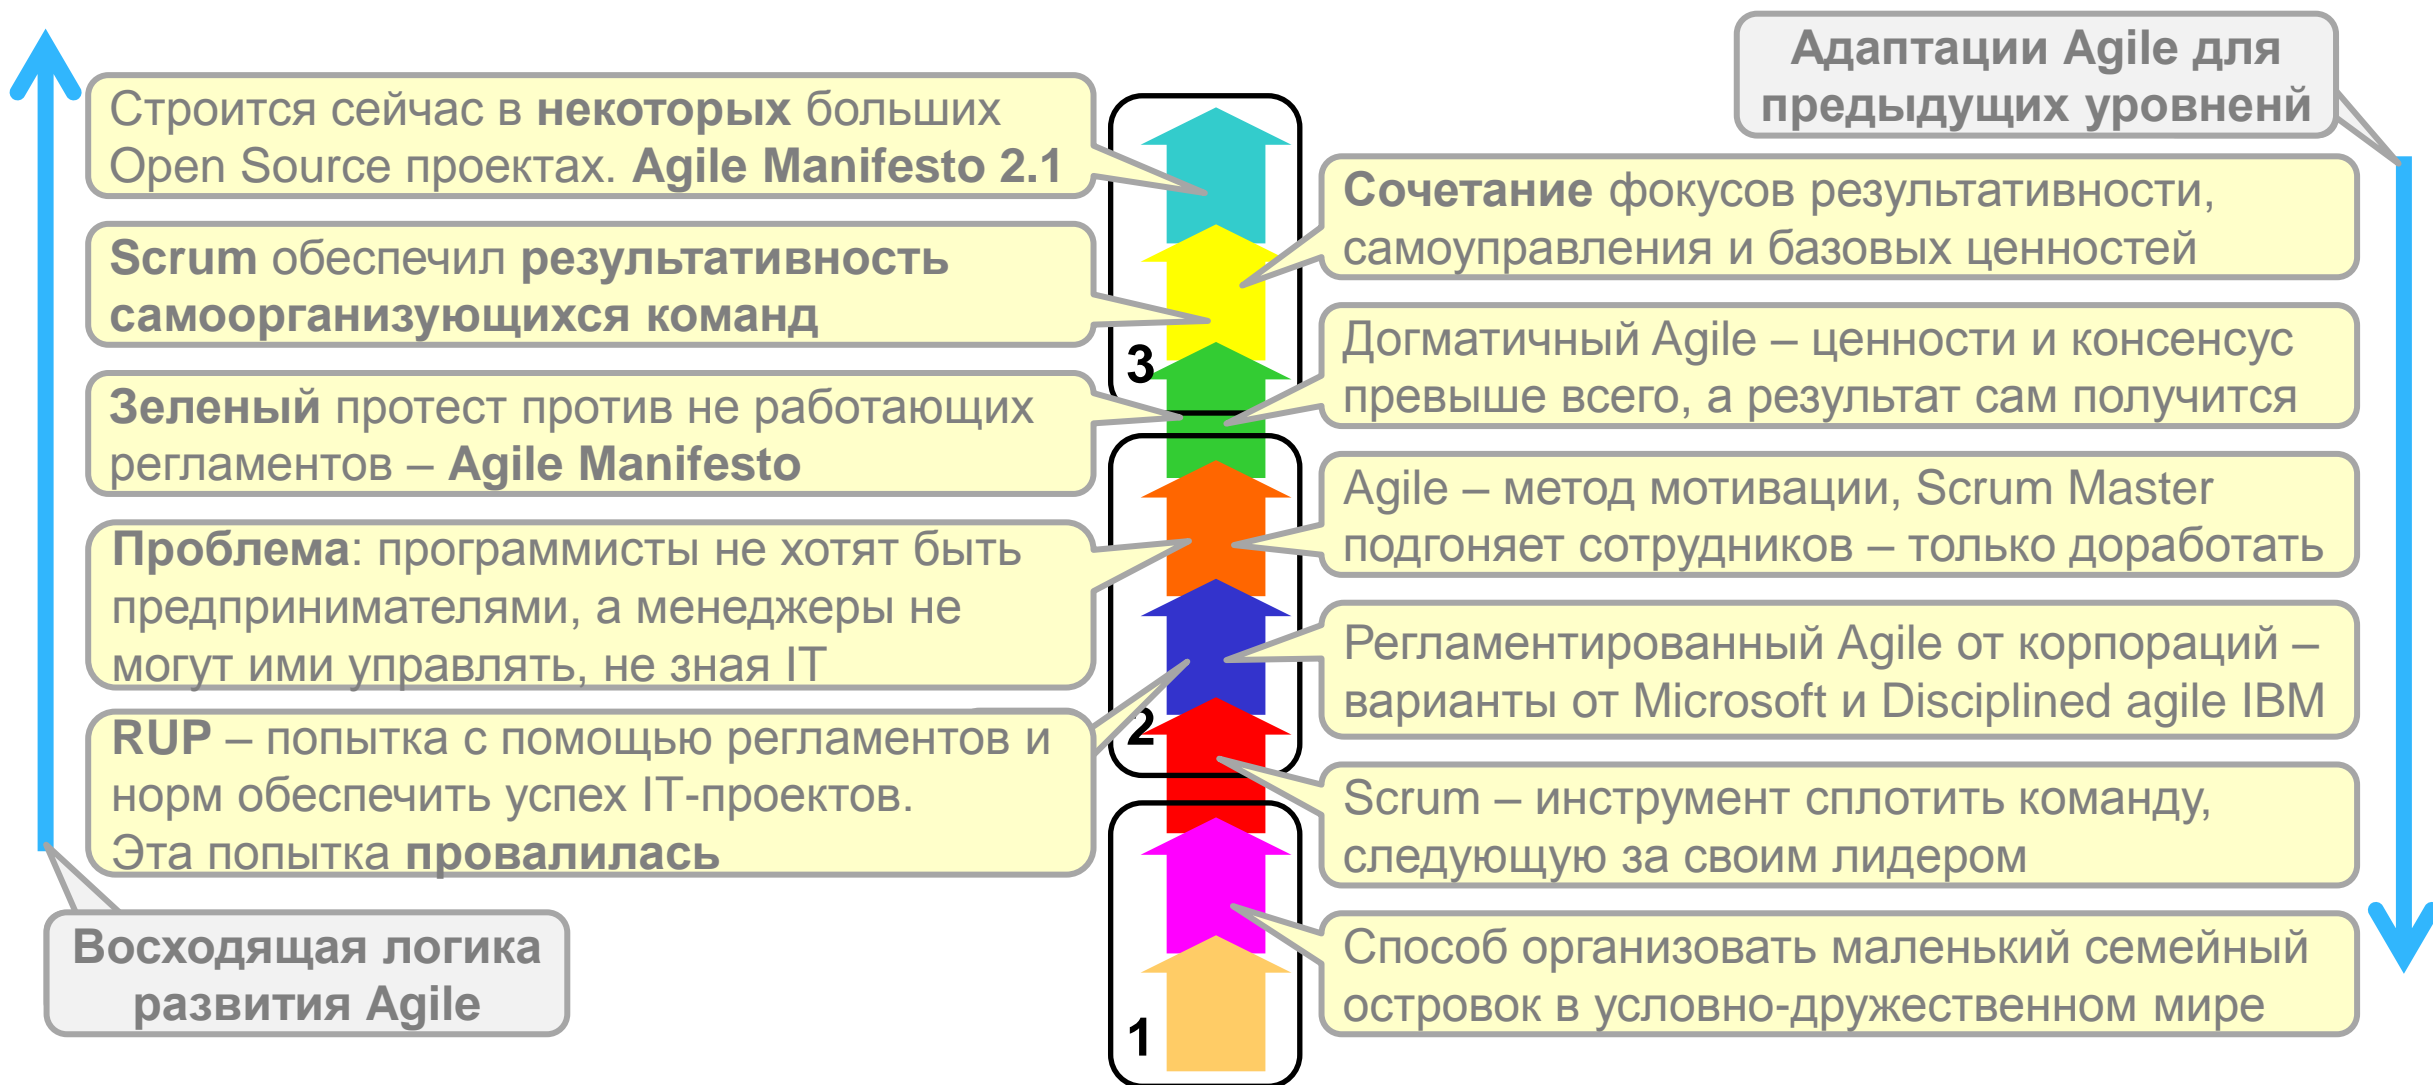 Строится сейчас в некоторых больших
Open Source проектах. Agile Manifesto 2.1
Scrum обеспечил результативность
самоорганизующихся команд
Зеленый протест против не работающих
регламентов – Agile Manifesto
Проблема: программисты не хотят быть
предпринимателями, а менеджеры не
могут ими управлять, не зная IT
RUP – попытка с помощью регламентов и
норм обеспечить успех IT-проектов.
Эта попытка провалилась
Восходящая логика
развития Agile
3
2
1
Адаптации Agile для
предыдущих уровненй
Сочетание фокусов результативности,
самоуправления и базовых ценностей
Догматичный Agile – ценности и консенсус
превыше всего, а результат сам получится
Agile – метод мотивации, Scrum Master
подгоняет сотрудников – только доработать
Регламентированный Agile от корпораций –
варианты от Microsoft и Disciplined agile IBM
Scrum – инструмент сплотить команду,
следующую за своим лидером
Способ организовать маленький семейный
островок в условно-дружественном мире